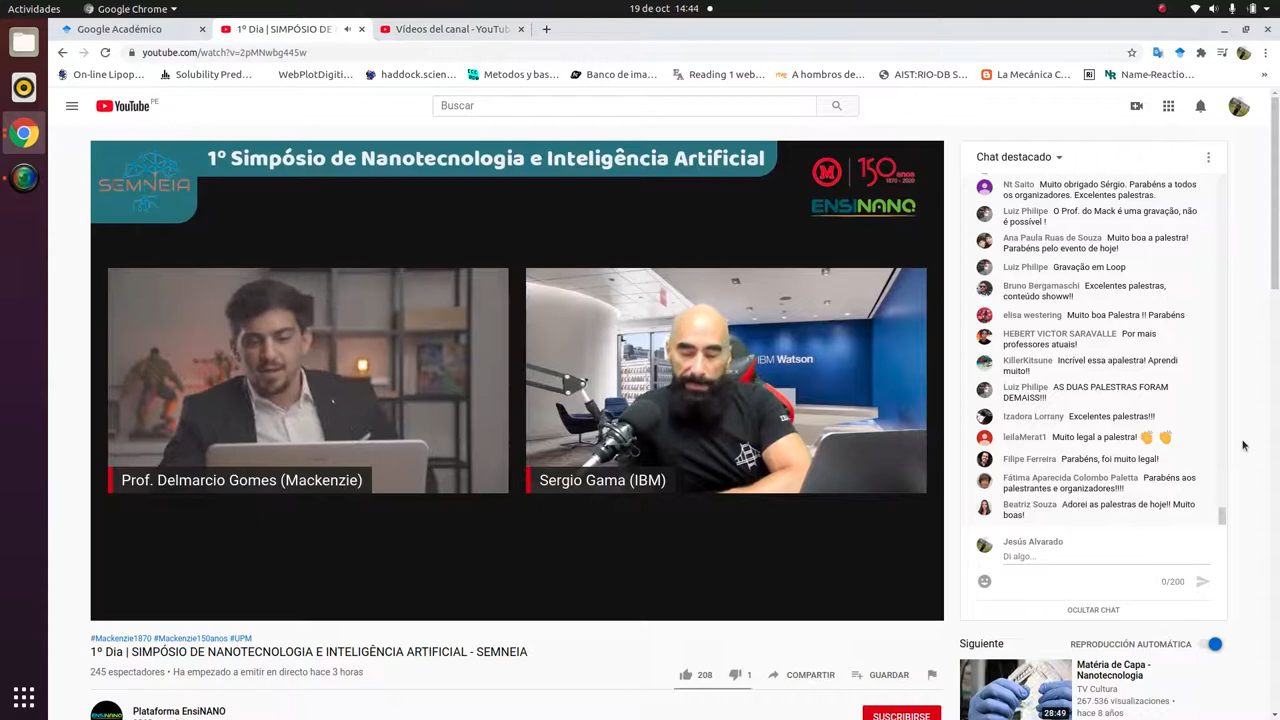 Actividades
Google Chrome
19 de oct 14:44
Google Académico
1º Dia | SIMPÓSIO DE
Vídeos del canal - YouTub
youtube.com/watch?v=2pMNwbg445w
On-line Lipop...
Solubility Pred...
WebPlotDigiti...
haddock.scien...
Metodos y bas...
Banco de imag...
Reading 1 web...
A hombros de...
AIST:RIO-DB S...
La Mecánica C...
Name-Reactio...
»
YouTube PE
Buscar
SEMNEIA
1º Simpósio de Nanotecnologia e Inteligência Artificial
M 150 anos
1870 - 2020
ENSINANO
IBM Watson
Prof. Delmarcio Gomes (Mackenzie)
Sergio Gama (IBM)
Chat destacado
Nt Saito Muito obrigado Sérgio. Parabéns a todos
os organizadores. Excelentes palestras.
Luiz Philipe O Prof. do Mack é uma gravação, não
é possível !
Ana Paula Ruas de Souza Muito boa a palestra!
Parabéns pelo evento de hoje!
Luiz Philipe Gravação em Loop
Bruno Bergamaschi Excelentes palestras,
conteúdo showw!!
elisa westering Muito boa Palestra !! Parabéns
HEBERT VICTOR SARAVALLE Por mais
professores atuais!
KillerKitsune Incrível essa apalestra! Aprendi
muito!!
Luiz Philipe AS DUAS PALESTRAS FORAM
DEMAISS!!!
Izadora Lorrany Excelentes palestras!!!
leilaMerat1 Muito legal a palestra! 👏 👏
Filipe Ferreira Parabéns, foi muito legal!
Fátima Aparecida Colombo Paletta Parabéns aos
palestrantes e organizadores!!!!
Beatriz Souza Adorei as palestras de hoje!! Muito
boas!
Jesús Alvarado
Di algo...
0/200
OCULTAR CHAT
#Mackenzie1870 #Mackenzie150anos #UPM
1º Dia | SIMPÓSIO DE NANOTECNOLOGIA E INTELIGÊNCIA ARTIFICIAL - SEMNEIA
245 espectadores • Ha empezado a emitir en directo hace 3 horas
208
1
COMPARTIR
GUARDAR
Plataforma EnsiNANO
SUSCRIBIRSE
Siguiente
REPRODUCCIÓN AUTOMÁTICA
Matéria de Capa -
Nanotecnologia
TV Cultura
267.536 visualizaciones •
hace 8 años
28:49